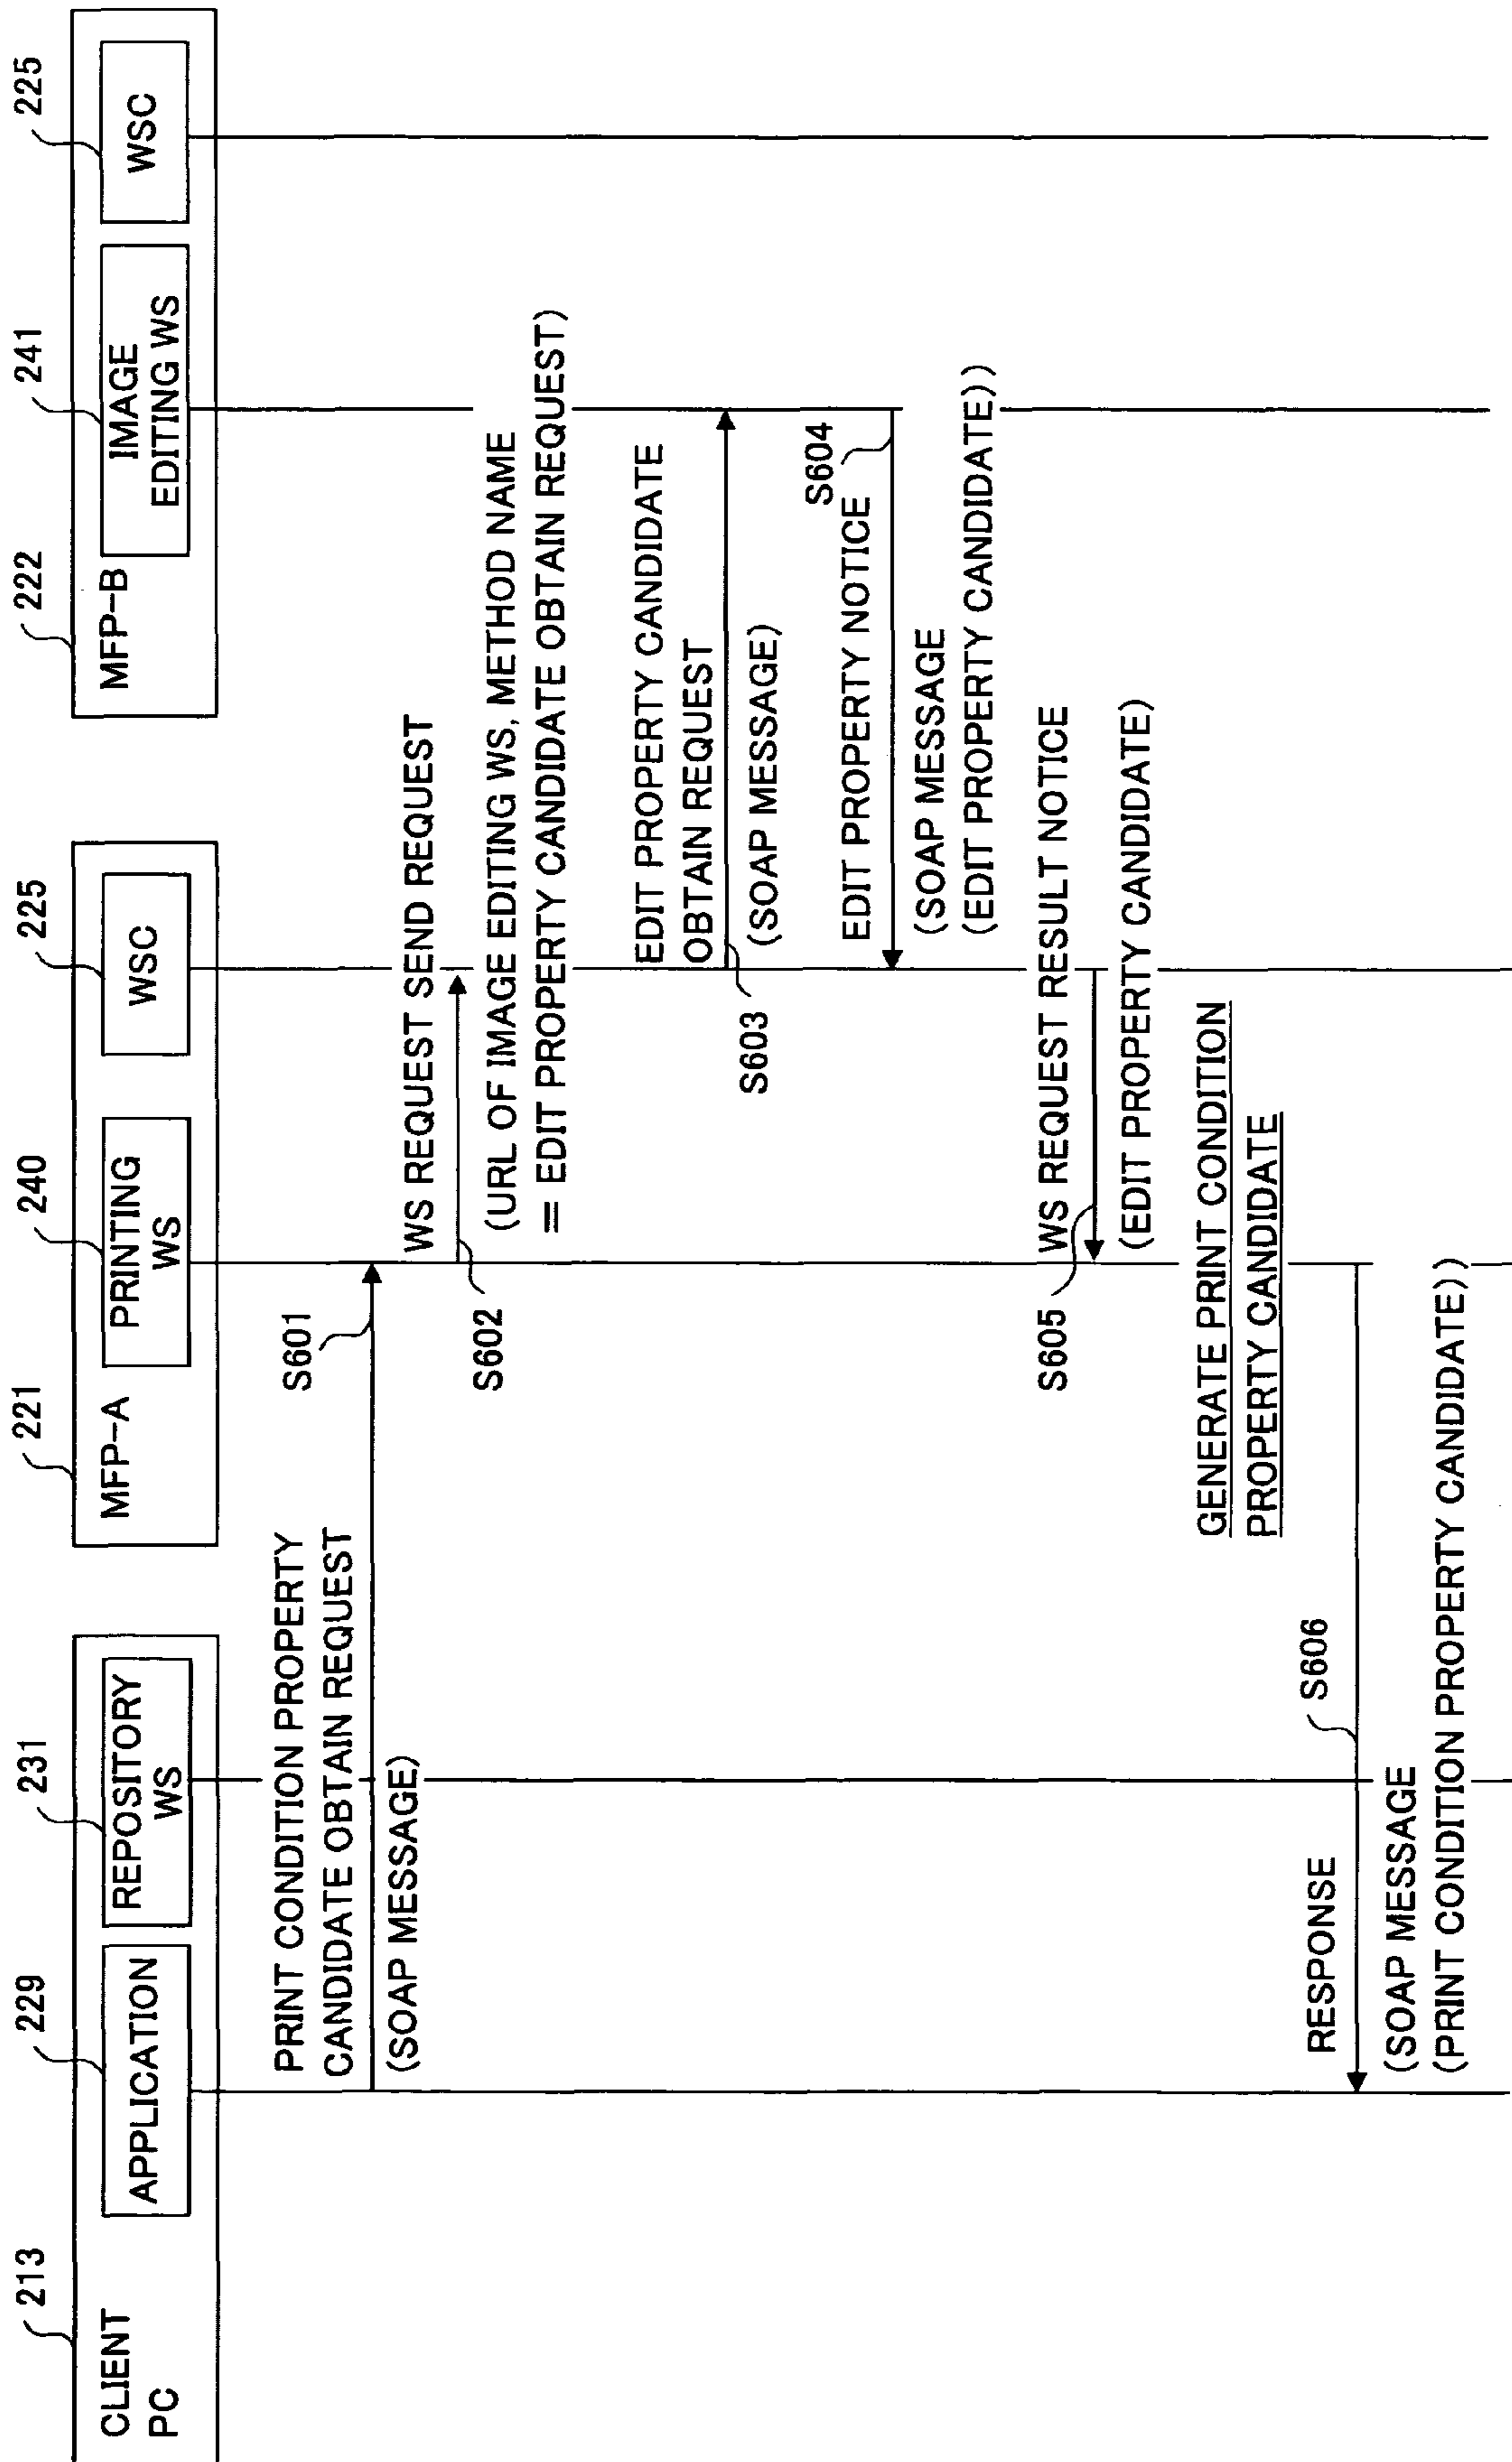 213
229
231
221
240
225
222
241
225
CLIENT
PC
APPLICATION
REPOSITORY
WS
MFP-A
PRINTING
WS
WSC
MFP-B
IMAGE
EDITING WS
WSC
PRINT CONDITION PROPERTY
CANDIDATE OBTAIN REQUEST
(SOAP MESSAGE)
S601
WS REQUEST SEND REQUEST
S602
(URL OF IMAGE EDITING WS, METHOD NAME
= EDIT PROPERTY CANDIDATE OBTAIN REQUEST)
EDIT PROPERTY CANDIDATE
OBTAIN REQUEST
S603
(SOAP MESSAGE)
S604
EDIT PROPERTY NOTICE
(SOAP MESSAGE
(EDIT PROPERTY CANDIDATE))
WS REQUEST RESULT NOTICE
S605
(EDIT PROPERTY CANDIDATE)
GENERATE PRINT CONDITION
PROPERTY CANDIDATE
RESPONSE
S606
(SOAP MESSAGE
(PRINT CONDITION PROPERTY CANDIDATE))